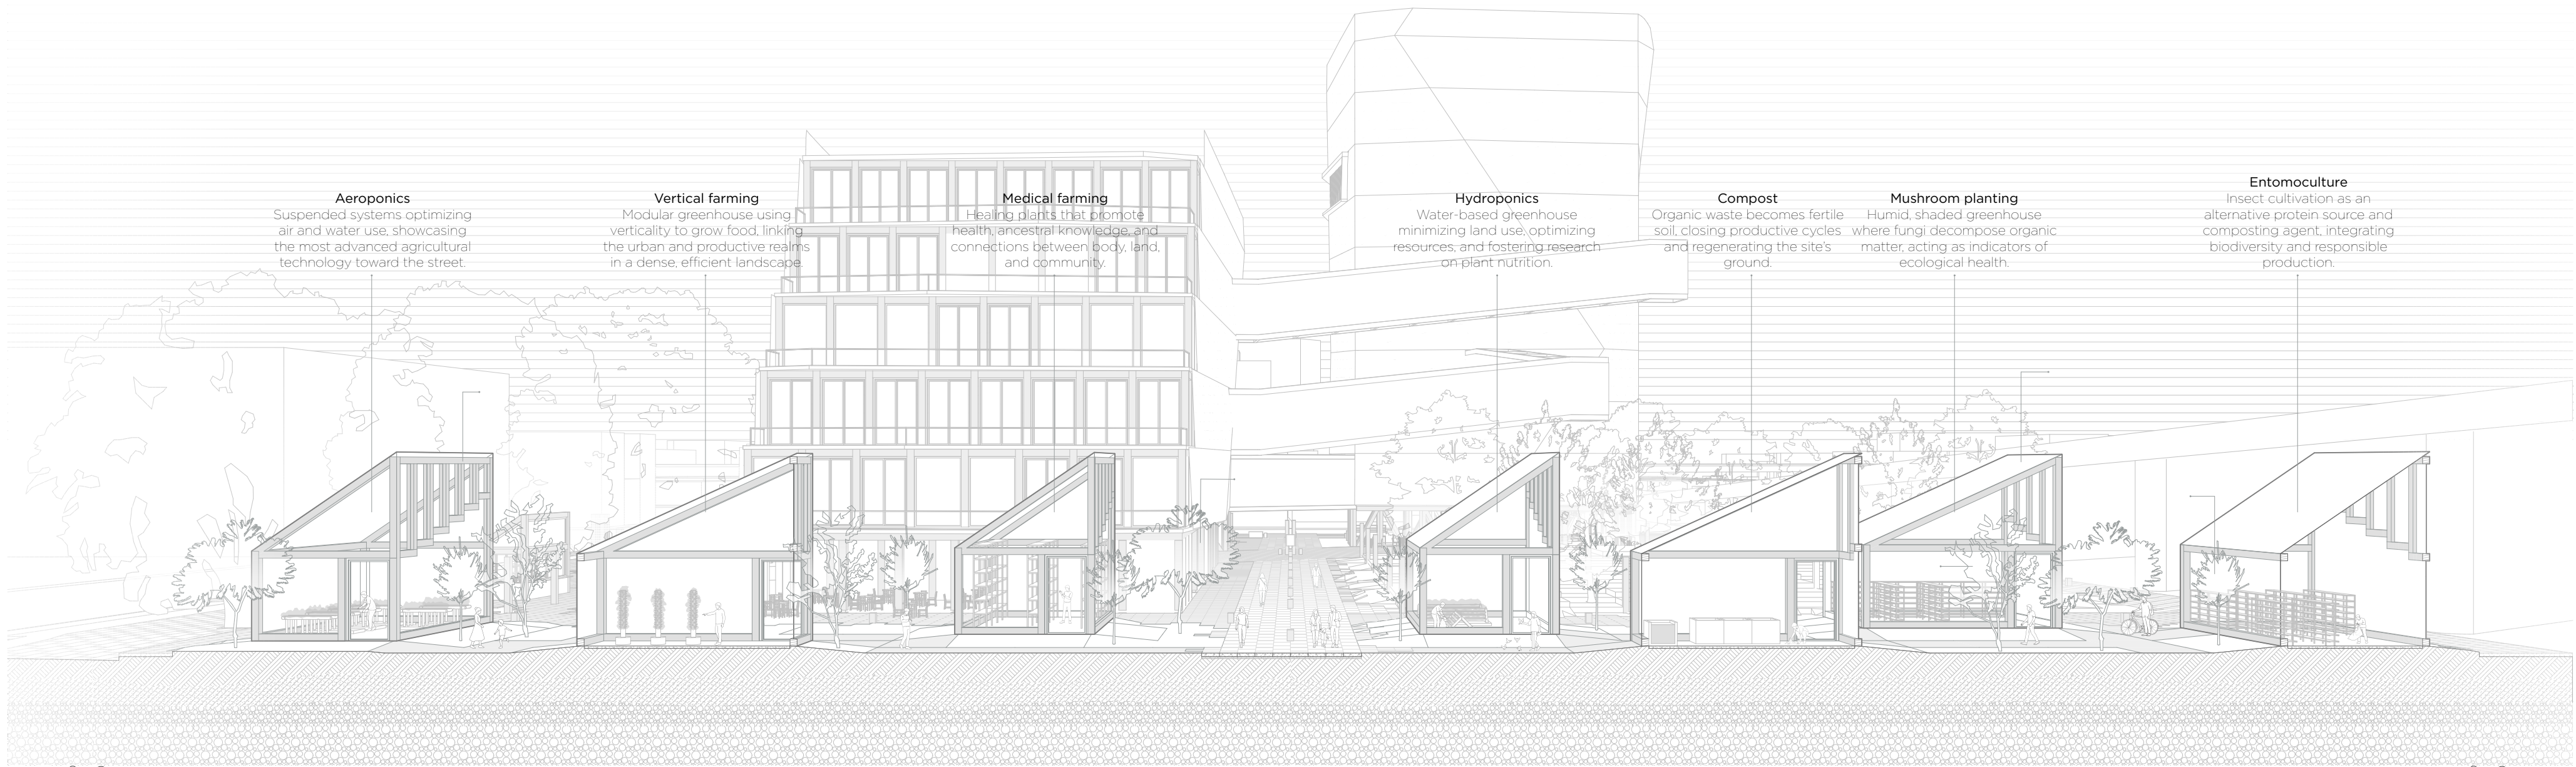 Aeroponics
Suspended systems optimizing
air and water use, showcasing
the most advanced agricultural
technology toward the street.
Vertical farming
Modular greenhouse using
verticality to grow food, linking
the urban and productive realms
in a dense, efficient landscape.
Medical farming
Healing plants that promote
health, ancestral knowledge, and
connections between body, land,
and community.
Hydroponics
Water-based greenhouse
minimizing land use, optimizing
resources, and fostering research
on plant nutrition.
Compost
Organic waste becomes fertile
soil, closing productive cycles
and regenerating the site's
ground.
Mushroom planting
Humid, shaded greenhouse
where fungi decompose organic
matter, acting as indicators of
ecological health.
Entomoculture
Insect cultivation as an
alternative protein source and
composting agent, integrating
biodiversity and responsible
production.